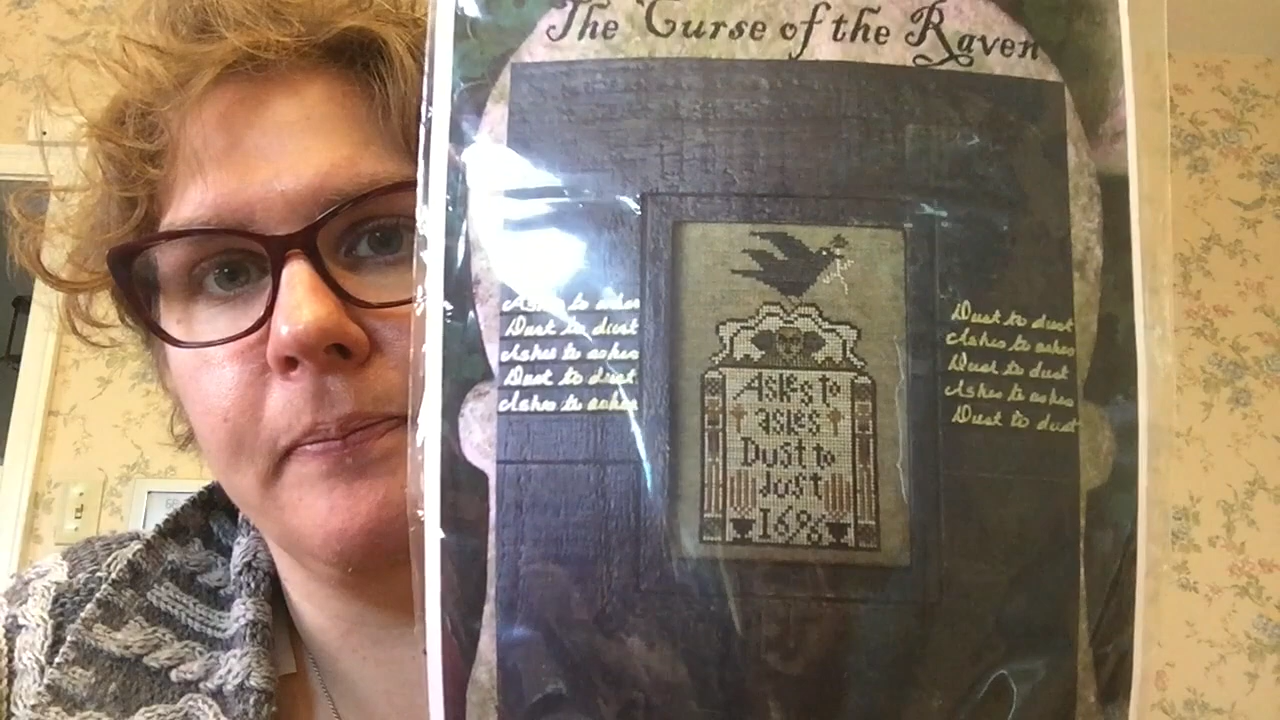 The Curse of the Raven
Ashes to ashes
Dust to dust
Ashes to ashes
Dust to dust
Ashes to ashes
Ashes to
ashes
Dust to
dust
1696
Dust to dust
Ashes to ashes
Dust to dust
Ashes to ashes
Dust to dust